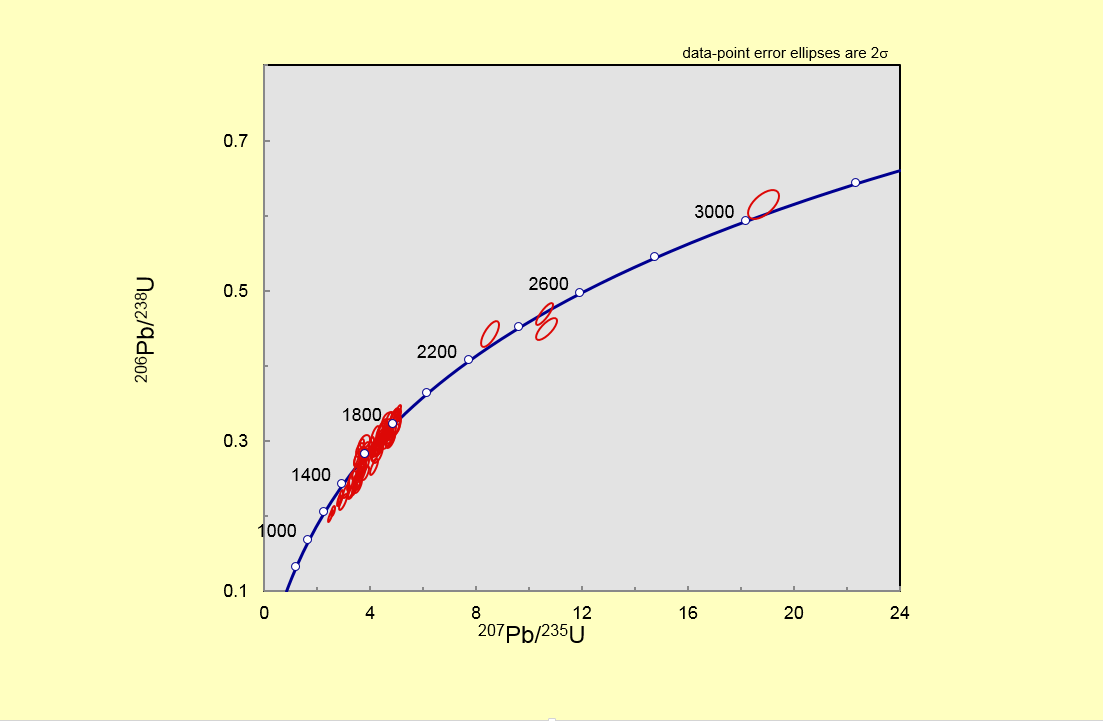 data-point error ellipses are 2σ
0.7
0.5
0.3
0.1
²⁰⁶Pb/²³⁸U
3000
2600
2200
1800
1400
1000
0 4 8 12 16 20 24
²⁰⁷Pb/²³⁵U